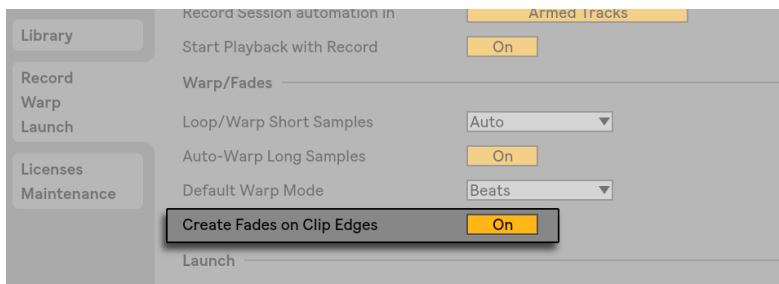 Record Session automation in Armed Tracks
Library
Start Playback with Record On
Record
Warp/Fades
Warp
Loop/Warp Short Samples Auto
Launch
Auto-Warp Long Samples On
Licenses
Default Warp Mode Beats
Maintenance
Create Fades on Clip Edges On
Launch